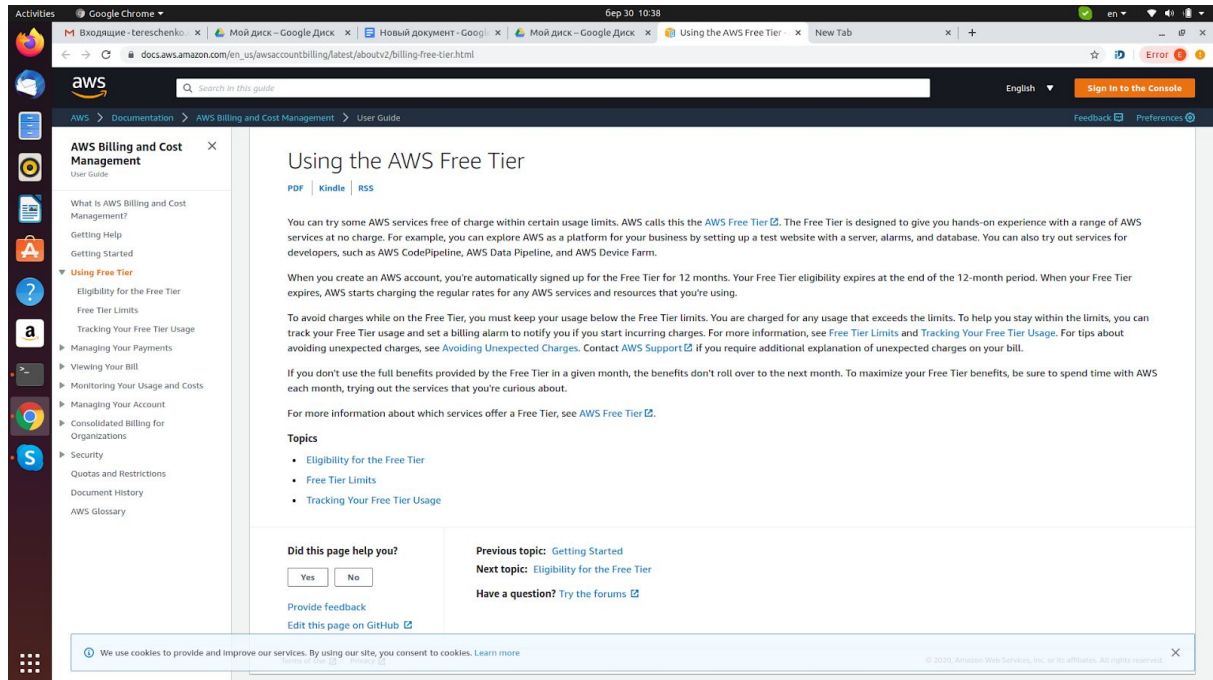 Activities
Google Chrome
бер 30 10:38
en
Входящие - tereschenko.
Мой диск – Google Диск
Новый документ - Googl
Мой диск – Google Диск
Using the AWS Free Tier -
New Tab
docs.aws.amazon.com/en_us/awsaccountbilling/latest/aboutv2/billing-free-tier.html
Error E
aws
Search in this guide
English
Sign In to the Console
AWS > Documentation > AWS Billing and Cost Management > User Guide
Feedback
Preferences
AWS Billing and Cost
Management
User Guide
What Is AWS Billing and Cost
Management?
Getting Help
Getting Started
Using Free Tier
Eligibility for the Free Tier
Free Tier Limits
Tracking Your Free Tier Usage
Managing Your Payments
Viewing Your Bill
Monitoring Your Usage and Costs
Managing Your Account
Consolidated Billing for
Organizations
Security
Quotas and Restrictions
Document History
AWS Glossary
Using the AWS Free Tier
PDF | Kindle | RSS
You can try some AWS services free of charge within certain usage limits. AWS calls this the AWS Free Tier. The Free Tier is designed to give you hands-on experience with a range of AWS
services at no charge. For example, you can explore AWS as a platform for your business by setting up a test website with a server, alarms, and database. You can also try out services for
developers, such as AWS CodePipeline, AWS Data Pipeline, and AWS Device Farm.
When you create an AWS account, you're automatically signed up for the Free Tier for 12 months. Your Free Tier eligibility expires at the end of the 12-month period. When your Free Tier
expires, AWS starts charging the regular rates for any AWS services and resources that you're using.
To avoid charges while on the Free Tier, you must keep your usage below the Free Tier limits. You are charged for any usage that exceeds the limits. To help you stay within the limits, you can
track your Free Tier usage and set a billing alarm to notify you if you start incurring charges. For more information, see Free Tier Limits and Tracking Your Free Tier Usage. For tips about
avoiding unexpected charges, see Avoiding Unexpected Charges. Contact AWS Support if you require additional explanation of unexpected charges on your bill.
If you don't use the full benefits provided by the Free Tier in a given month, the benefits don't roll over to the next month. To maximize your Free Tier benefits, be sure to spend time with AWS
each month, trying out the services that you're curious about.
For more information about which services offer a Free Tier, see AWS Free Tier.
Topics
• Eligibility for the Free Tier
• Free Tier Limits
• Tracking Your Free Tier Usage
Did this page help you?
Yes
No
Provide feedback
Edit this page on GitHub
Previous topic: Getting Started
Next topic: Eligibility for the Free Tier
Have a question? Try the forums
We use cookies to provide and improve our services. By using our site, you consent to cookies. Learn more
Terms of Use | Privacy
© 2020, Amazon Web Services, Inc. or its affiliates. All rights reserved.